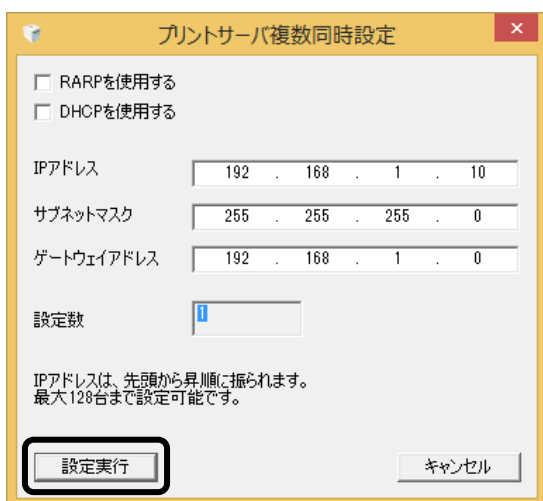 プリントサーバ複数同時設定
RARPを使用する
DHCPを使用する
IPアドレス 192 . 168 . 1 . 10
サブネットマスク 255 . 255 . 255 . 0
ゲートウェイアドレス 192 . 168 . 1 . 0
設定数 1
IPアドレスは、先頭から昇順に振られます。
最大128台まで設定可能です。
設定実行 キャンセル